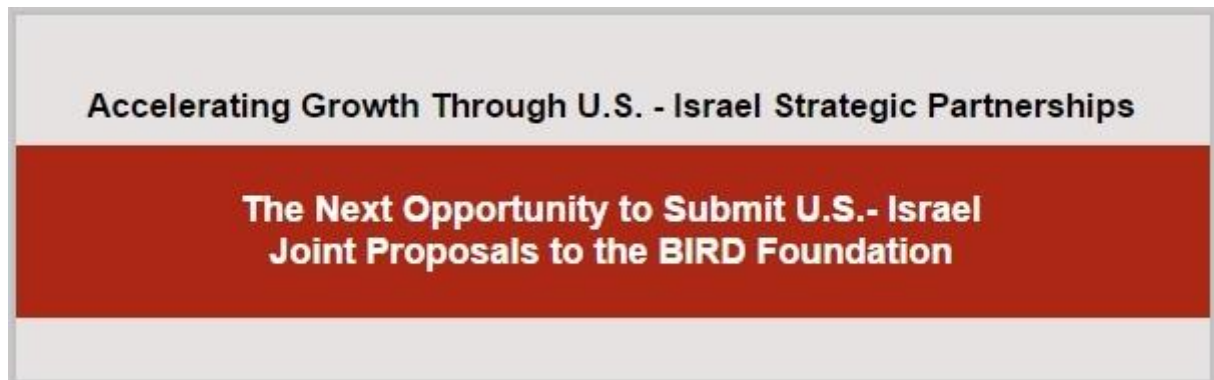 Accelerating Growth Through U.S. - Israel Strategic Partnerships
The Next Opportunity to Submit U.S.- Israel
Joint Proposals to the BIRD Foundation